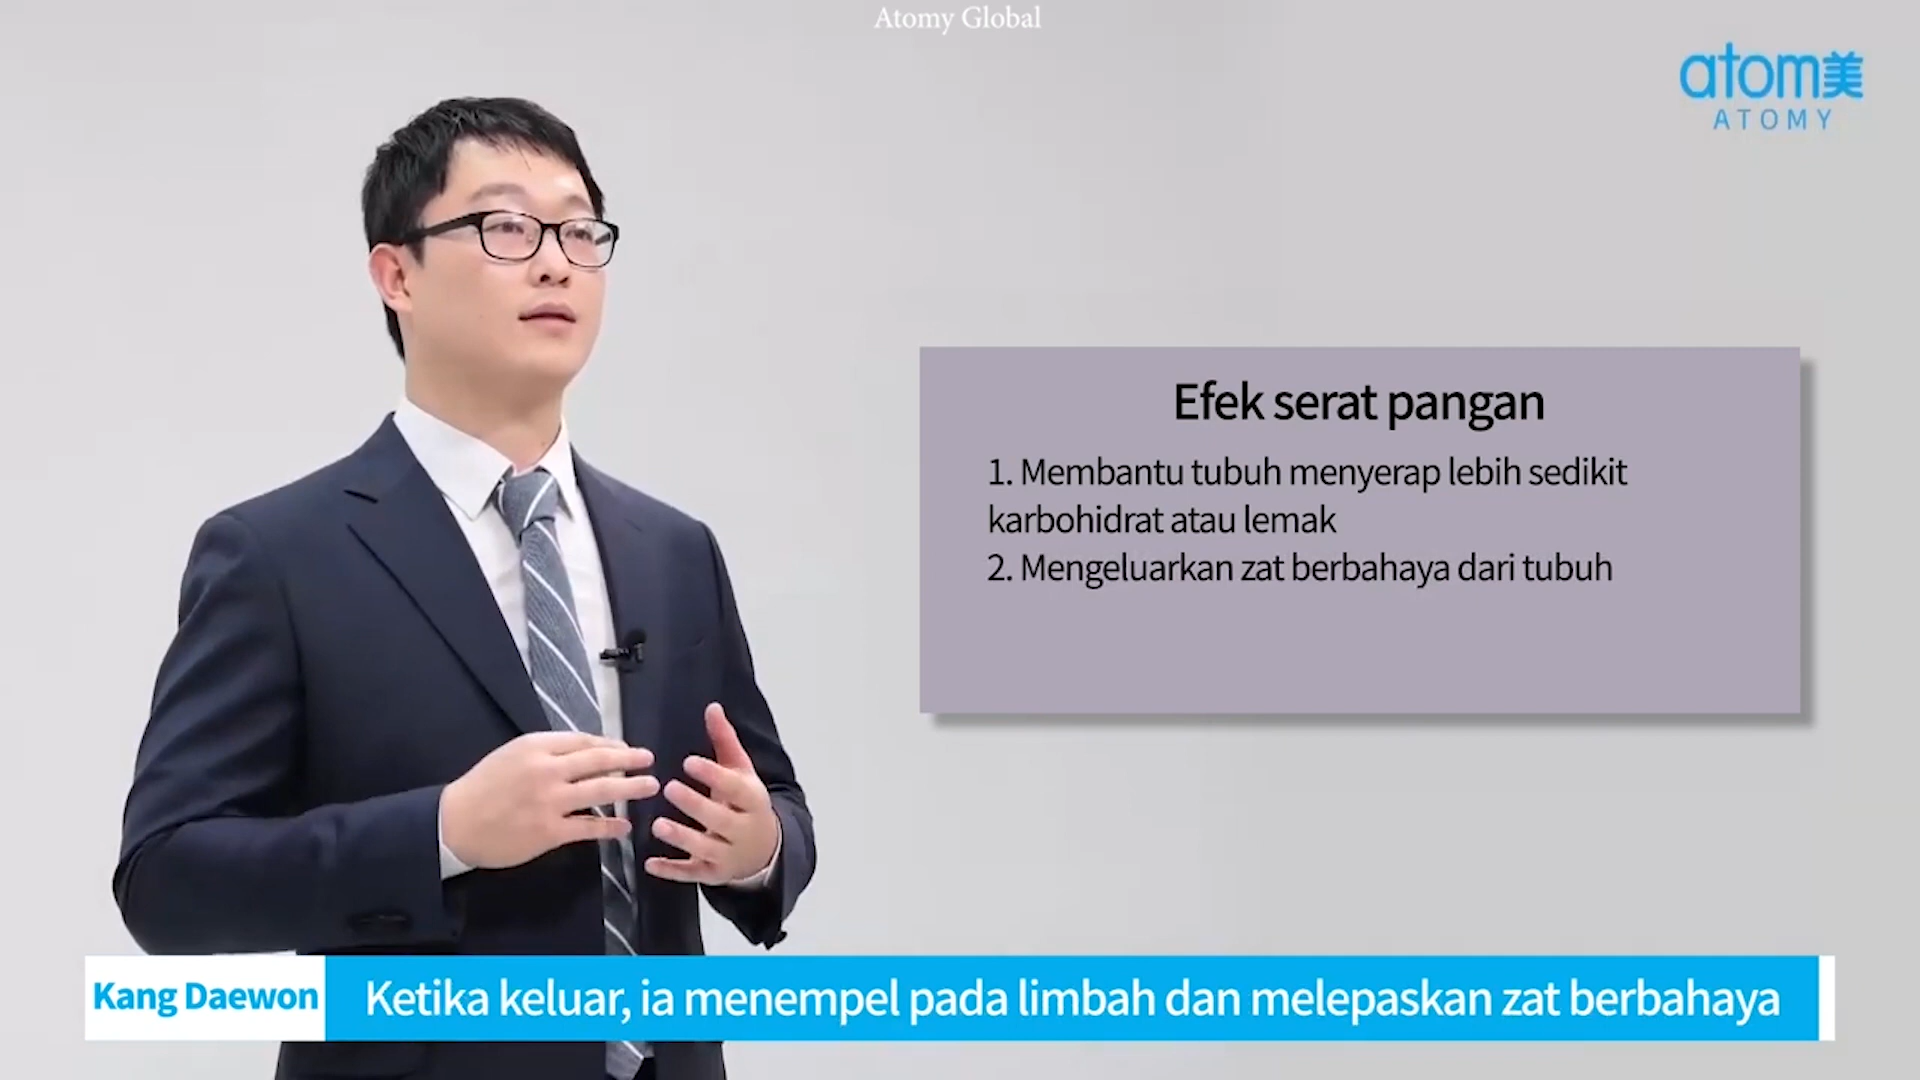 Atomy Global
atom美
ATOMY
Efek serat pangan
1. Membantu tubuh menyerap lebih sedikit
karbohidrat atau lemak
2. Mengeluarkan zat berbahaya dari tubuh
Kang Daewon
Ketika keluar, ia menempel pada limbah dan melepaskan zat berbahaya